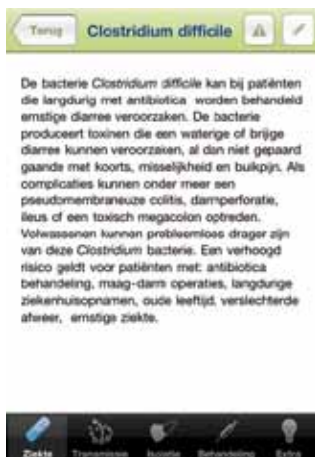 Terug
Clostridium difficile
De bacterie Clostridium difficile kan bij patiënten
die langdurig met antibiotica worden behandeld
ernstige diarree veroorzaken. De bacterie
produceert toxinen die een waterige of brijige
diarree kunnen veroorzaken, al dan niet gepaard
gaande met koorts, misselijkheid en buikpijn. Als
complicaties kunnen onder meer een
pseudomembraneuze colitis, darmperforatie,
ileus of een toxisch megacolon optreden.
Volwassenen kunnen probleemloos drager zijn
van deze Clostridium bacterie. Een verhoogd
risico geldt voor patiënten met: antibiotica
behandeling, maag-darm operaties, langdurige
ziekenhuisopnamen, oude leeftijd, verslechterde
afweer, ernstige ziekte.
Ziekte Transmissie Isolatie Behandeling Extra